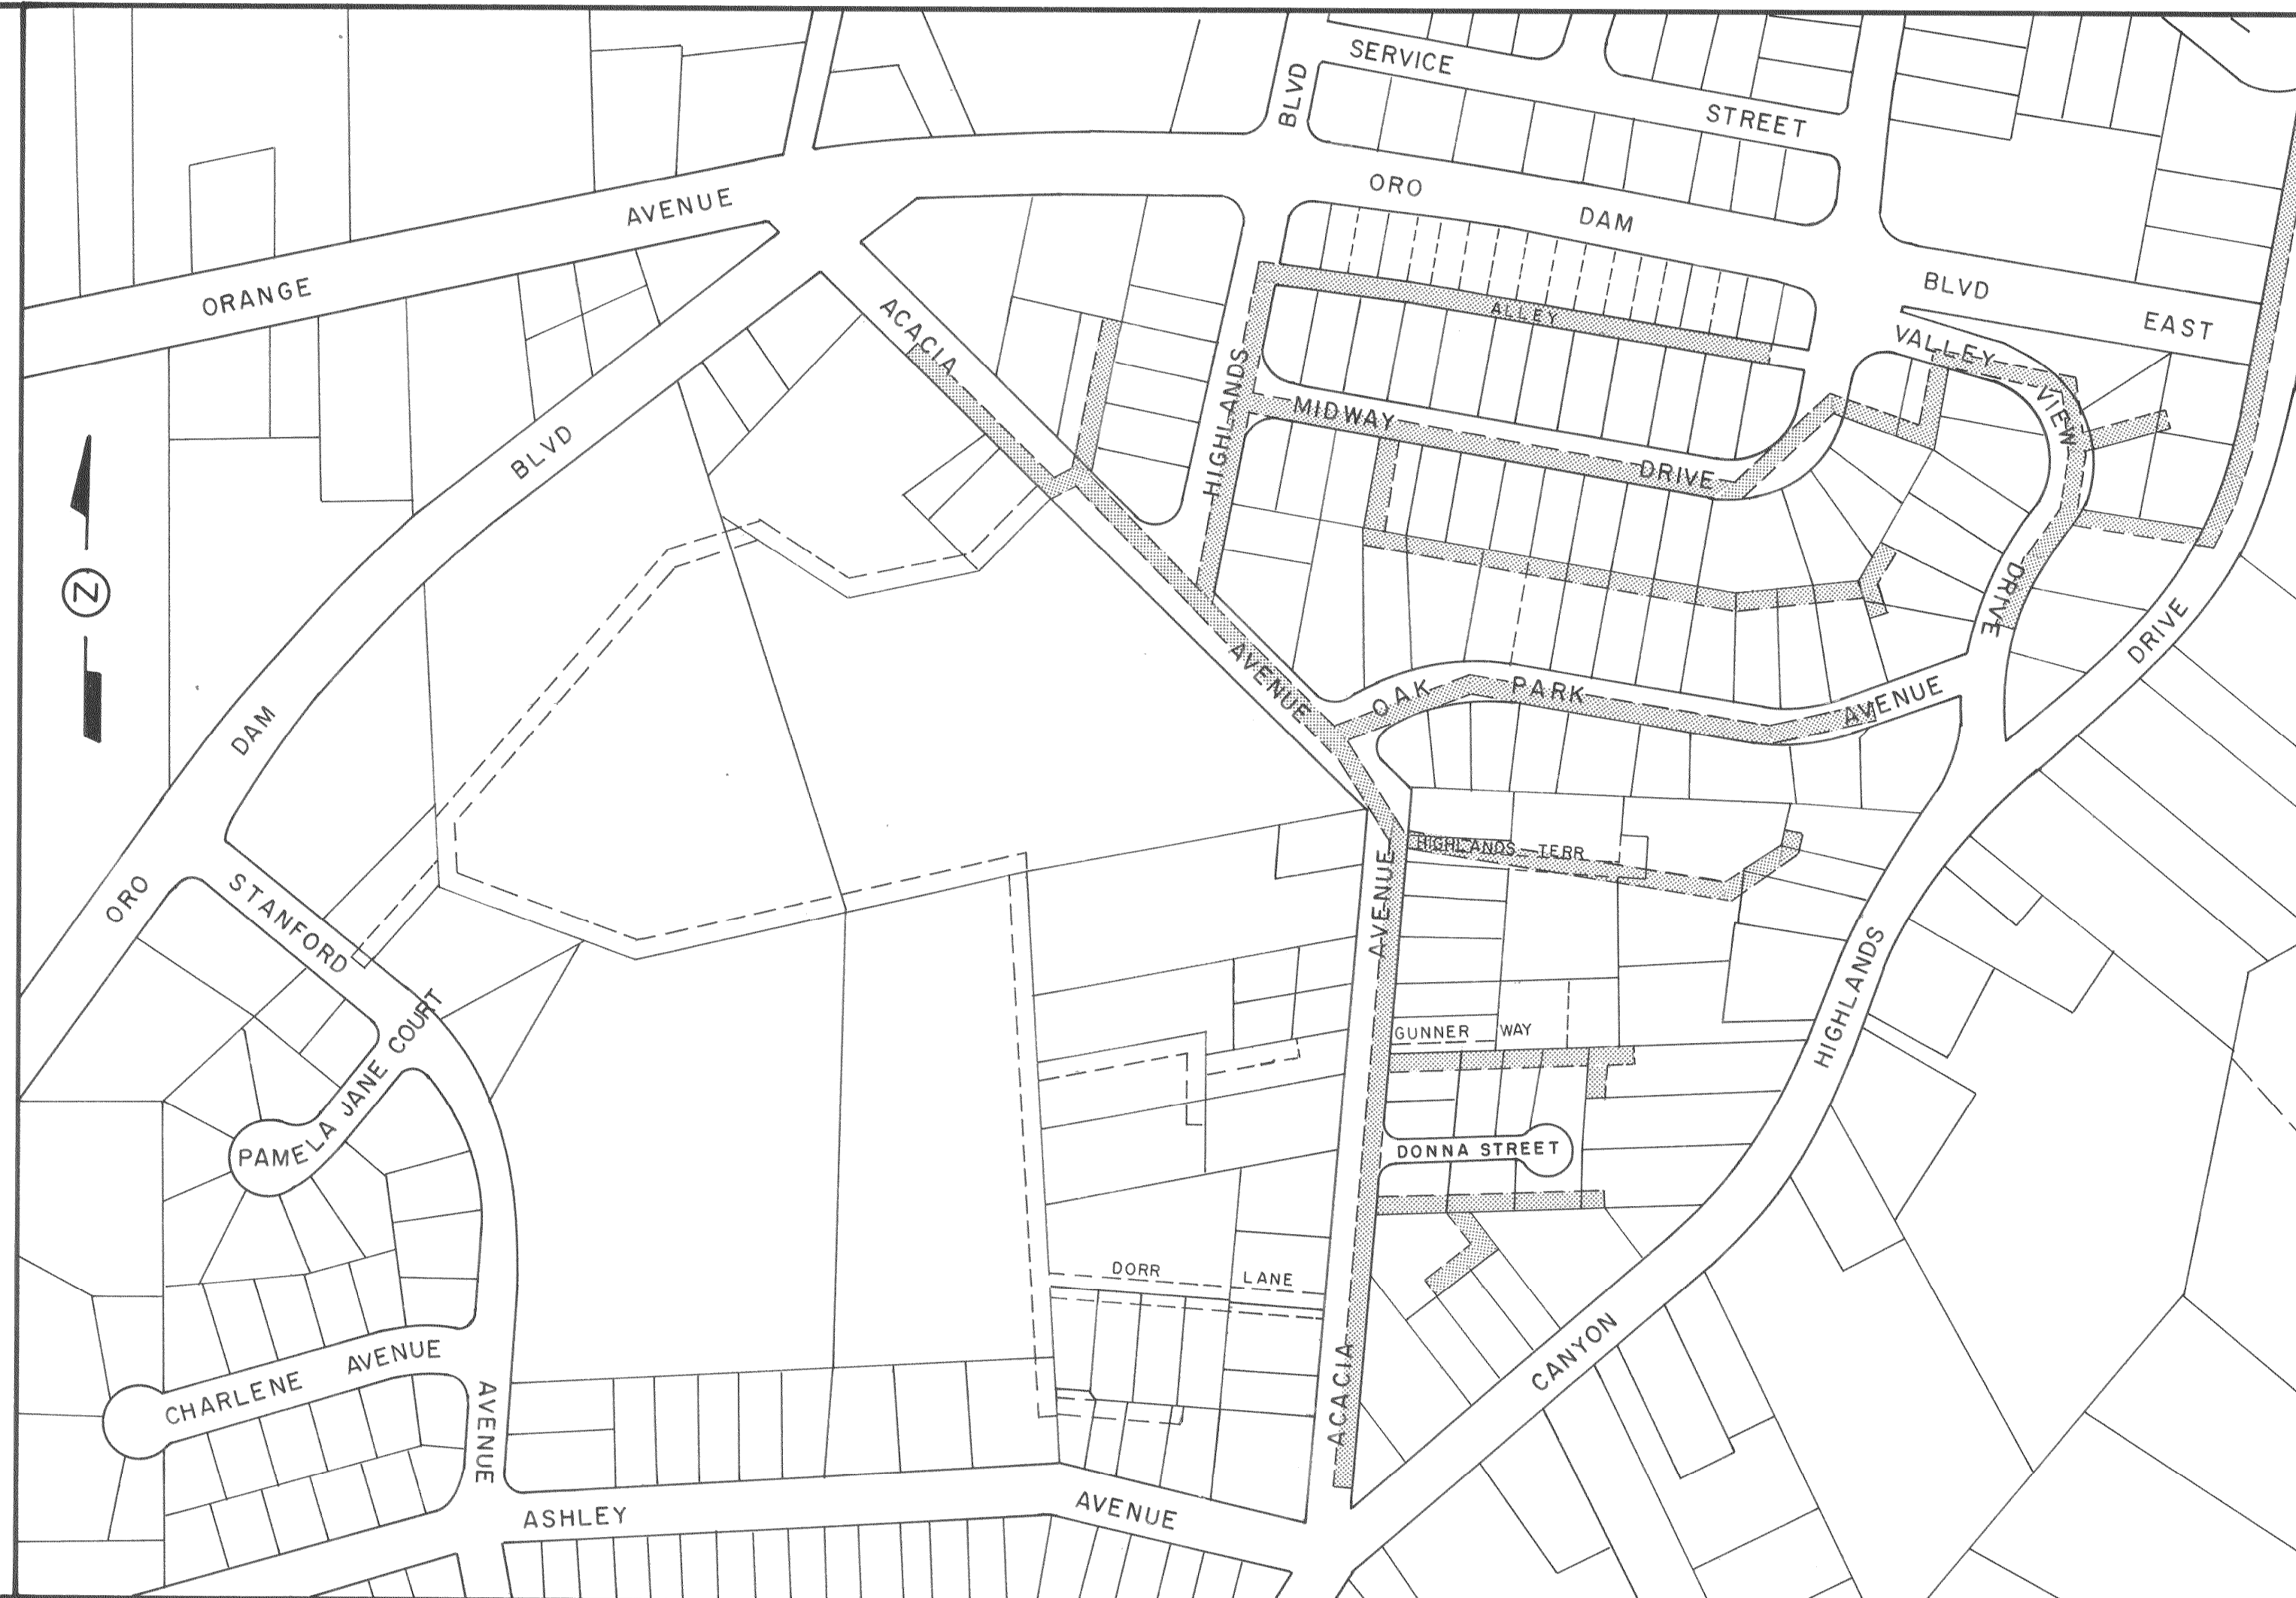 SERVICE
STREET
BLVD
ORO
DAM
BLVD
EAST
AVENUE
ORANGE
ACACIA
ALLEY
VALLEY
VIEW
DRIVE
HIGHLANDS
MIDWAY
DRIVE
BLVD
N
AVENUE
OAK
PARK
AVENUE
DRIVE
DAM
ORO
STANFORD
AVENUE
HIGHLANDS TERR
HIGHLANDS
PAMELA JANE COURT
GUNNER WAY
DONNA STREET
DORR LANE
CHARLENE AVENUE
AVENUE
ACACIA
CANYON
ASHLEY
AVENUE